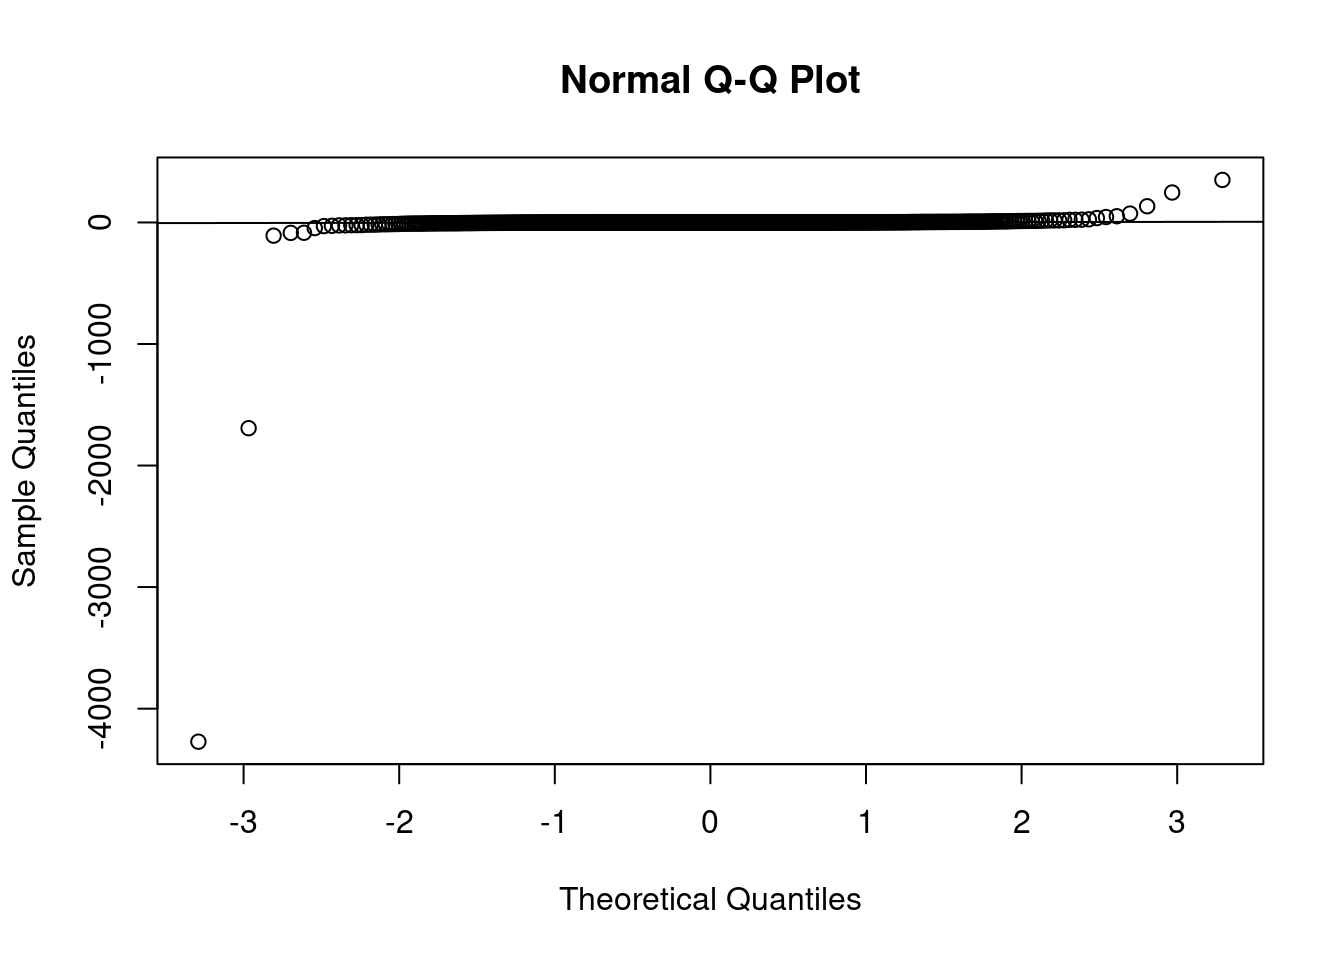 Normal Q-Q Plot
Sample Quantiles
0
-1000
-2000
-3000
-4000
-3 -2 -1 0 1 2 3
Theoretical Quantiles